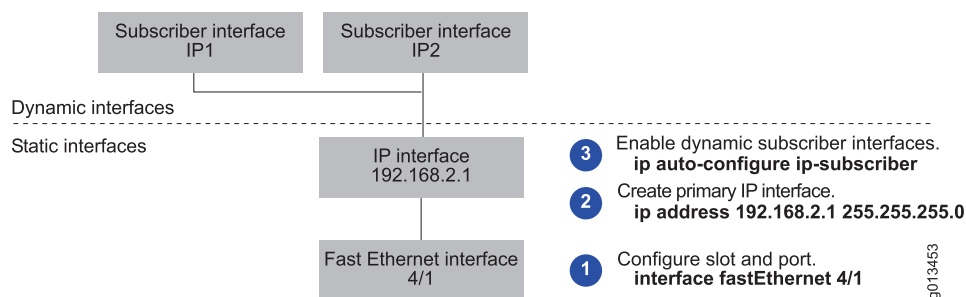 Subscriber interface
IP1
Subscriber interface
IP2
Dynamic interfaces
Static interfaces
IP interface
192.168.2.1
3
Enable dynamic subscriber interfaces.
ip auto-configure ip-subscriber
2
Create primary IP interface.
ip address 192.168.2.1 255.255.255.0
Fast Ethernet interface
4/1
1
Configure slot and port.
interface fastEthernet 4/1
g013453